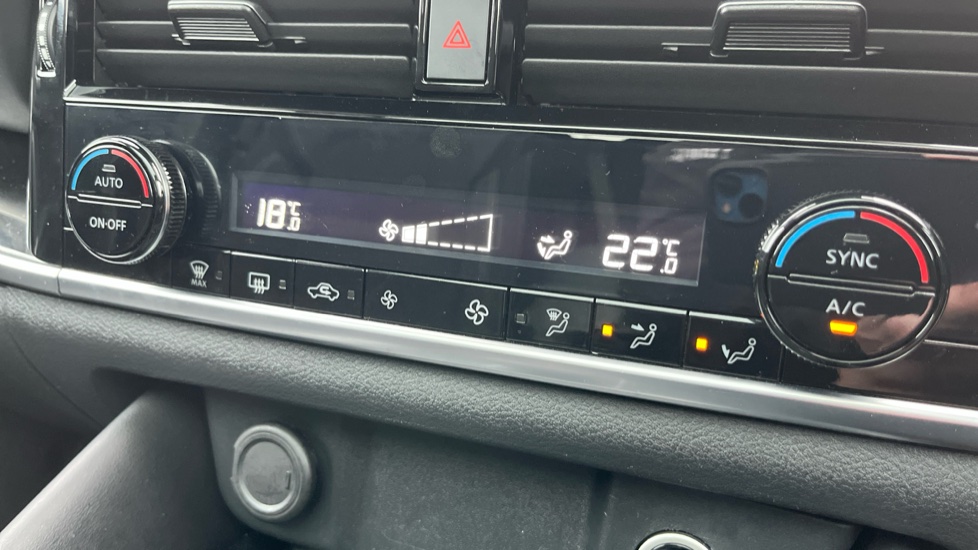 AUTO
ON·OFF
18.0°C
22.0°C
SYNC
A/C
MAX